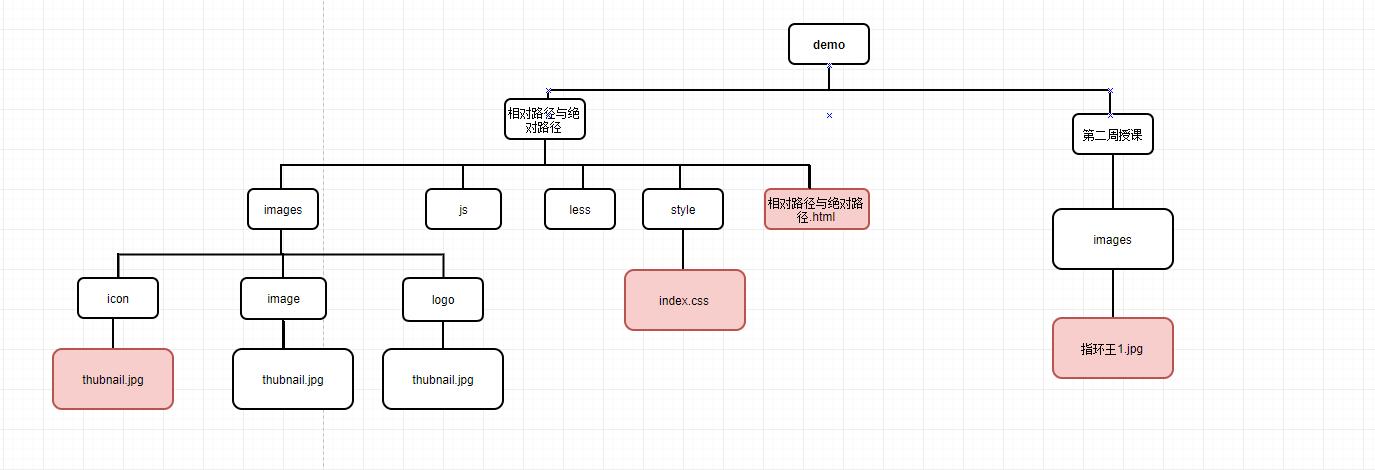 demo
相对路径与绝
对路径
第二周授课
images
js
less
style
相对路径与绝对路
径.html
images
icon
image
logo
index.css
thubnail.jpg
thubnail.jpg
thubnail.jpg
指环王1.jpg